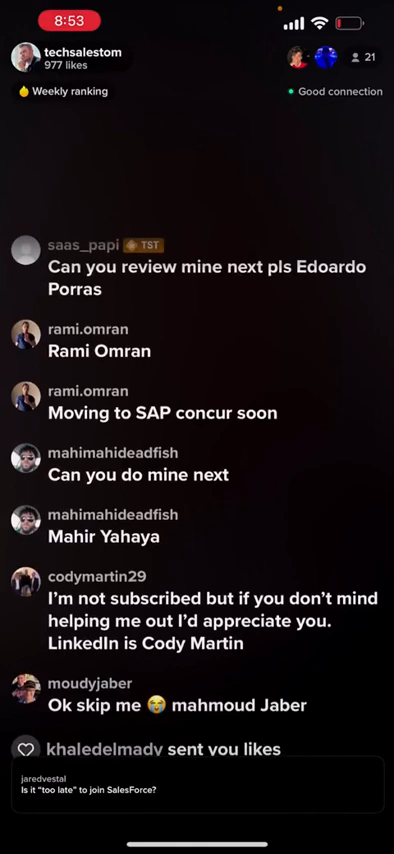 8:53
techsalestom
977 likes
21
Weekly ranking
Good connection
saas_papi TST
Can you review mine next pls Edoardo
Porras
rami.omran
Rami Omran
rami.omran
Moving to SAP concur soon
mahimahideadfish
Can you do mine next
mahimahideadfish
Mahir Yahaya
codymartin29
I'm not subscribed but if you don't mind
helping me out I'd appreciate you.
LinkedIn is Cody Martin
moudyjaber
Ok skip me 😭 mahmoud Jaber
khaledelmady sent you likes
jaredvestal
Is it "too late" to join SalesForce?